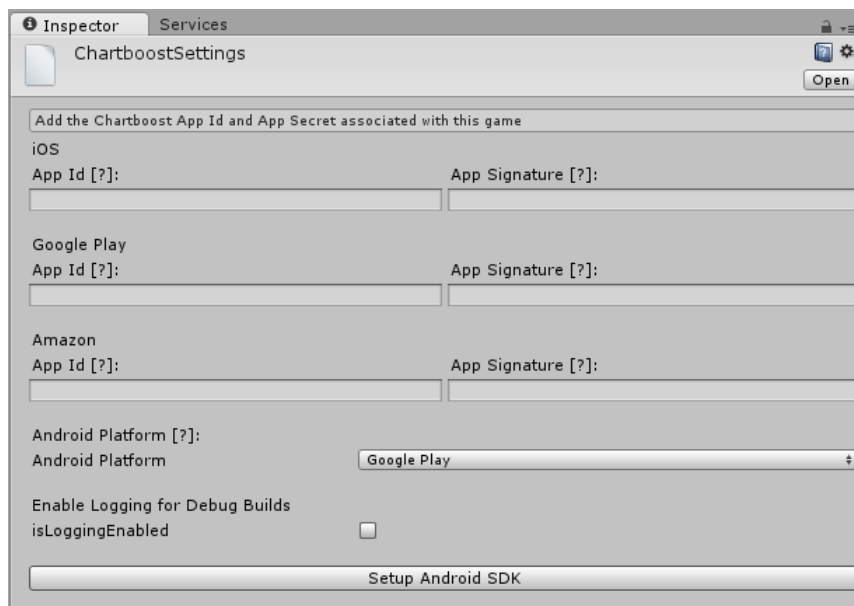 Inspector Services
ChartboostSettings
Open
Add the Chartboost App Id and App Secret associated with this game
iOS
App Id [?]: App Signature [?]:
Google Play
App Id [?]: App Signature [?]:
Amazon
App Id [?]: App Signature [?]:
Android Platform [?]:
Android Platform Google Play
Enable Logging for Debug Builds
isLoggingEnabled
Setup Android SDK